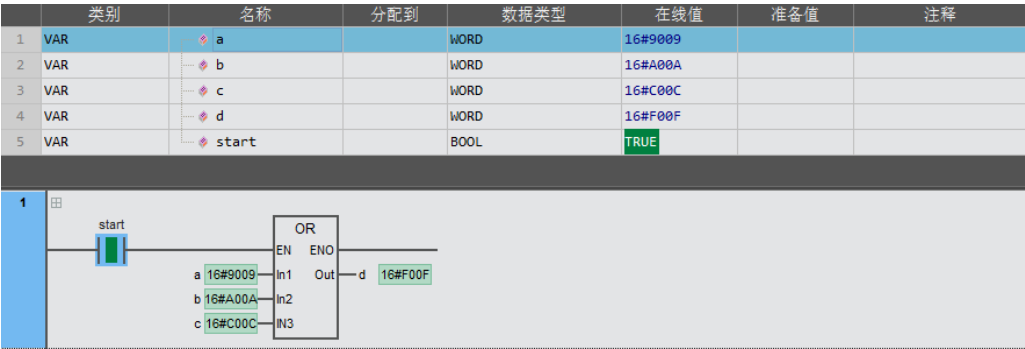 类别 名称 分配到 数据类型 在线值 准备值 注释
1 VAR a WORD 16#9009
2 VAR b WORD 16#A00A
3 VAR c WORD 16#C00C
4 VAR d WORD 16#F00F
5 VAR start BOOL TRUE
1
start
OR
EN ENO
a 16#9009 In1 Out d 16#F00F
b 16#A00A In2
c 16#C00C IN3